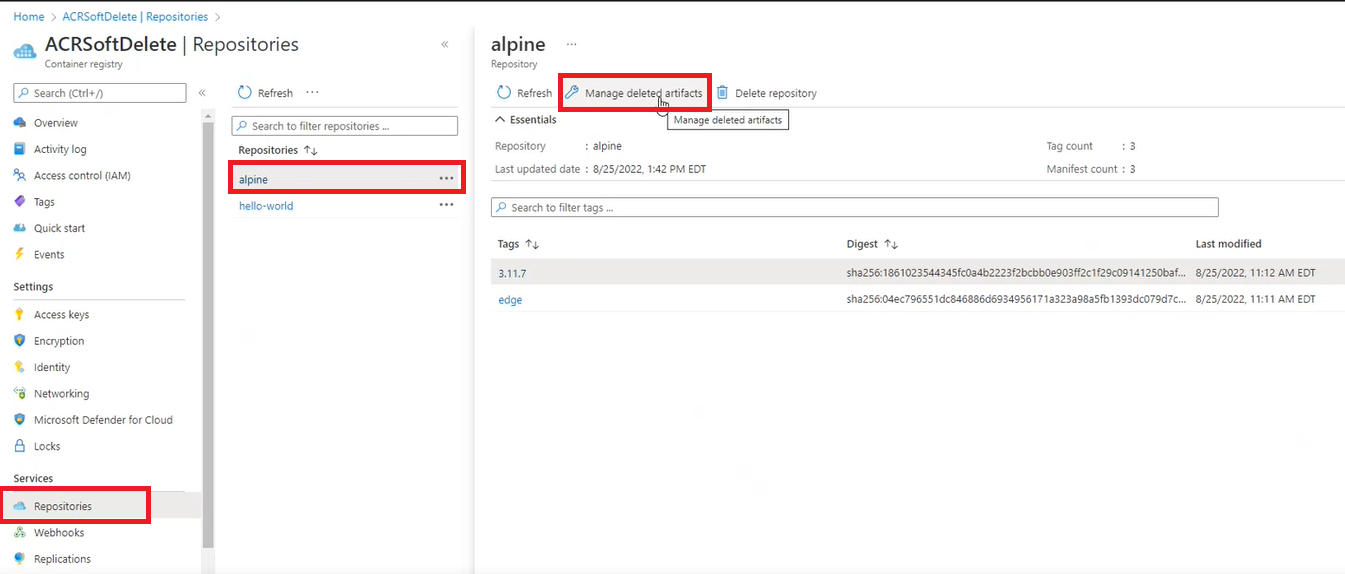 Home > ACRSoftDelete | Repositories >
ACRSoftDelete | Repositories
Container registry
«
Search (Ctrl+/)
«
Overview
Activity log
Access control (IAM)
Tags
Quick start
Events
Settings
Access keys
Encryption
Identity
Networking
Microsoft Defender for Cloud
Locks
Services
Repositories
Webhooks
Replications
Refresh ...
Search to filter repositories ...
Repositories ↑↓
alpine ...
hello-world ...
alpine ...
Repository
Refresh Manage deleted artifacts Delete repository
Manage deleted artifacts
Essentials
Repository : alpine Tag count : 3
Last updated date : 8/25/2022, 1:42 PM EDT Manifest count : 3
Search to filter tags ...
Tags ↑↓ Digest ↑↓ Last modified
3.11.7 sha256:1861023544345fc0a4b2223f2bcbb0e903ff2c1f29c09141250baf... 8/25/2022, 11:12 AM EDT
edge sha256:04ec796551dc846886d6934956171a323a98a5fb1393dc079d7c... 8/25/2022, 11:11 AM EDT